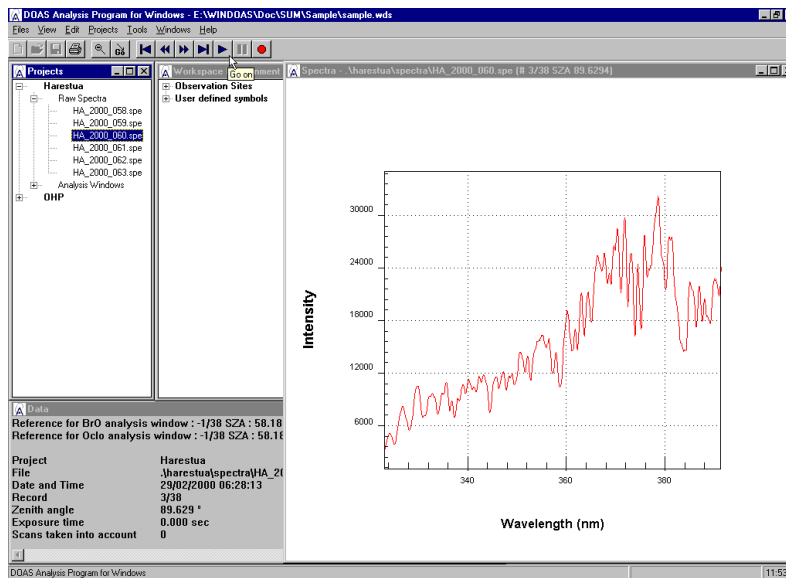 DOAS Analysis Program for Windows - E:\WINDOAS\Doc\SUM\Sample\sample.wds
Files View Edit Projects Tools Windows Help
Go
Projects
Harestua
Raw Spectra
HA_2000_058.spe
HA_2000_059.spe
HA_2000_060.spe
HA_2000_061.spe
HA_2000_062.spe
HA_2000_063.spe
Analysis Windows
OHP
Workspace
onment
Go on
Observation Sites
User defined symbols
Spectra - .\harestua\spectra\HA_2000_060.spe (# 3/38 SZA 89.6294)
30000
24000
18000
12000
6000
Intensity
340
360
380
Wavelength (nm)
Data
Reference for BrO analysis window : -1/38 SZA : 58.18
Reference for Oclo analysis window : -1/38 SZA : 58.18
Project Harestua
File .\harestua\spectra\HA_20
Date and Time 29/02/2000 06:28:13
Record 3/38
Zenith angle 89.629 °
Exposure time 0.000 sec
Scans taken into account 0
DOAS Analysis Program for Windows
11:53